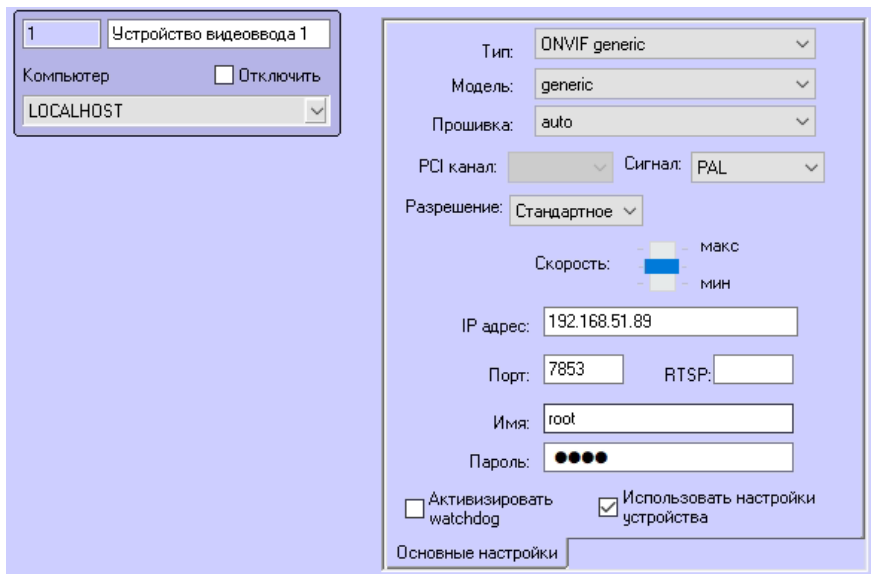 1 Устройство видеоввода 1
Компьютер Отключить
LOCALHOST
Тип: ONVIF generic
Модель: generic
Прошивка: auto
PCI канал: Сигнал: PAL
Разрешение: Стандартное
макс
Скорость:
мин
IP адрес: 192.168.51.89
Порт: 7853 RTSP:
Имя: root
Пароль: ●●●●
Активизировать
watchdog
Использовать настройки
устройства
Основные настройки